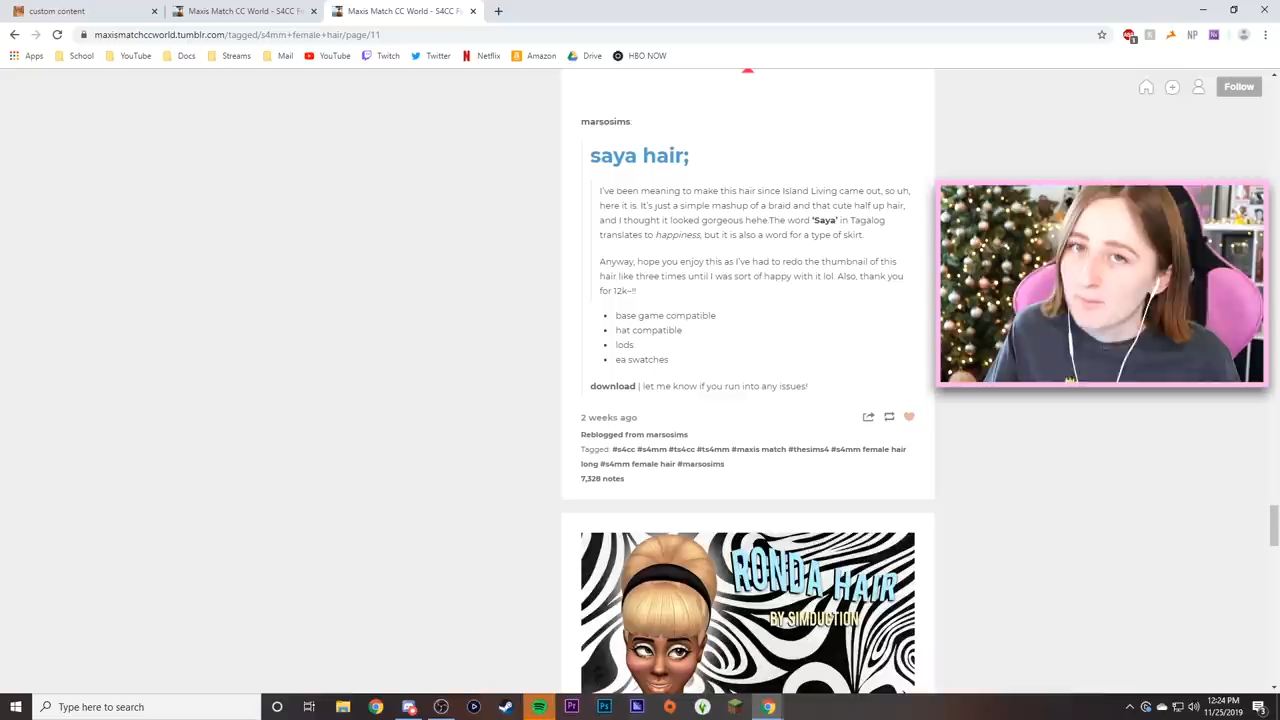 custom content
Maxis Match CC World - S4CC F
Maxis Match CC World - S4CC F
maxismatchccworld.tumblr.com/tagged/s4mm+female+hair/page/11
NP
Apps School YouTube Docs Streams Mail YouTube Twitch Twitter Netflix Amazon Drive HBO NOW
Follow
marsosims:
saya hair;
I've been meaning to make this hair since Island Living came out, so uh,
here it is. It's just a simple mashup of a braid and that cute half up hair,
and I thought it looked gorgeous hehe.The word 'Saya' in Tagalog
translates to happiness, but it is also a word for a type of skirt.
Anyway, hope you enjoy this as I've had to redo the thumbnail of this
hair like three times until I was sort of happy with it lol. Also, thank you
for 12k~!!
• base game compatible
• hat compatible
• lods
• ea swatches
download | let me know if you run into any issues!
2 weeks ago
Reblogged from marsosims
Tagged: #s4cc #s4mm #ts4cc #ts4mm #maxis match #thesims4 #s4mm female hair
long #s4mm female hair #marsosims
7,328 notes
RONDA HAIR
BY SIMDUCTION
Type here to search
Pr Ps
12:24 PM
11/25/2019